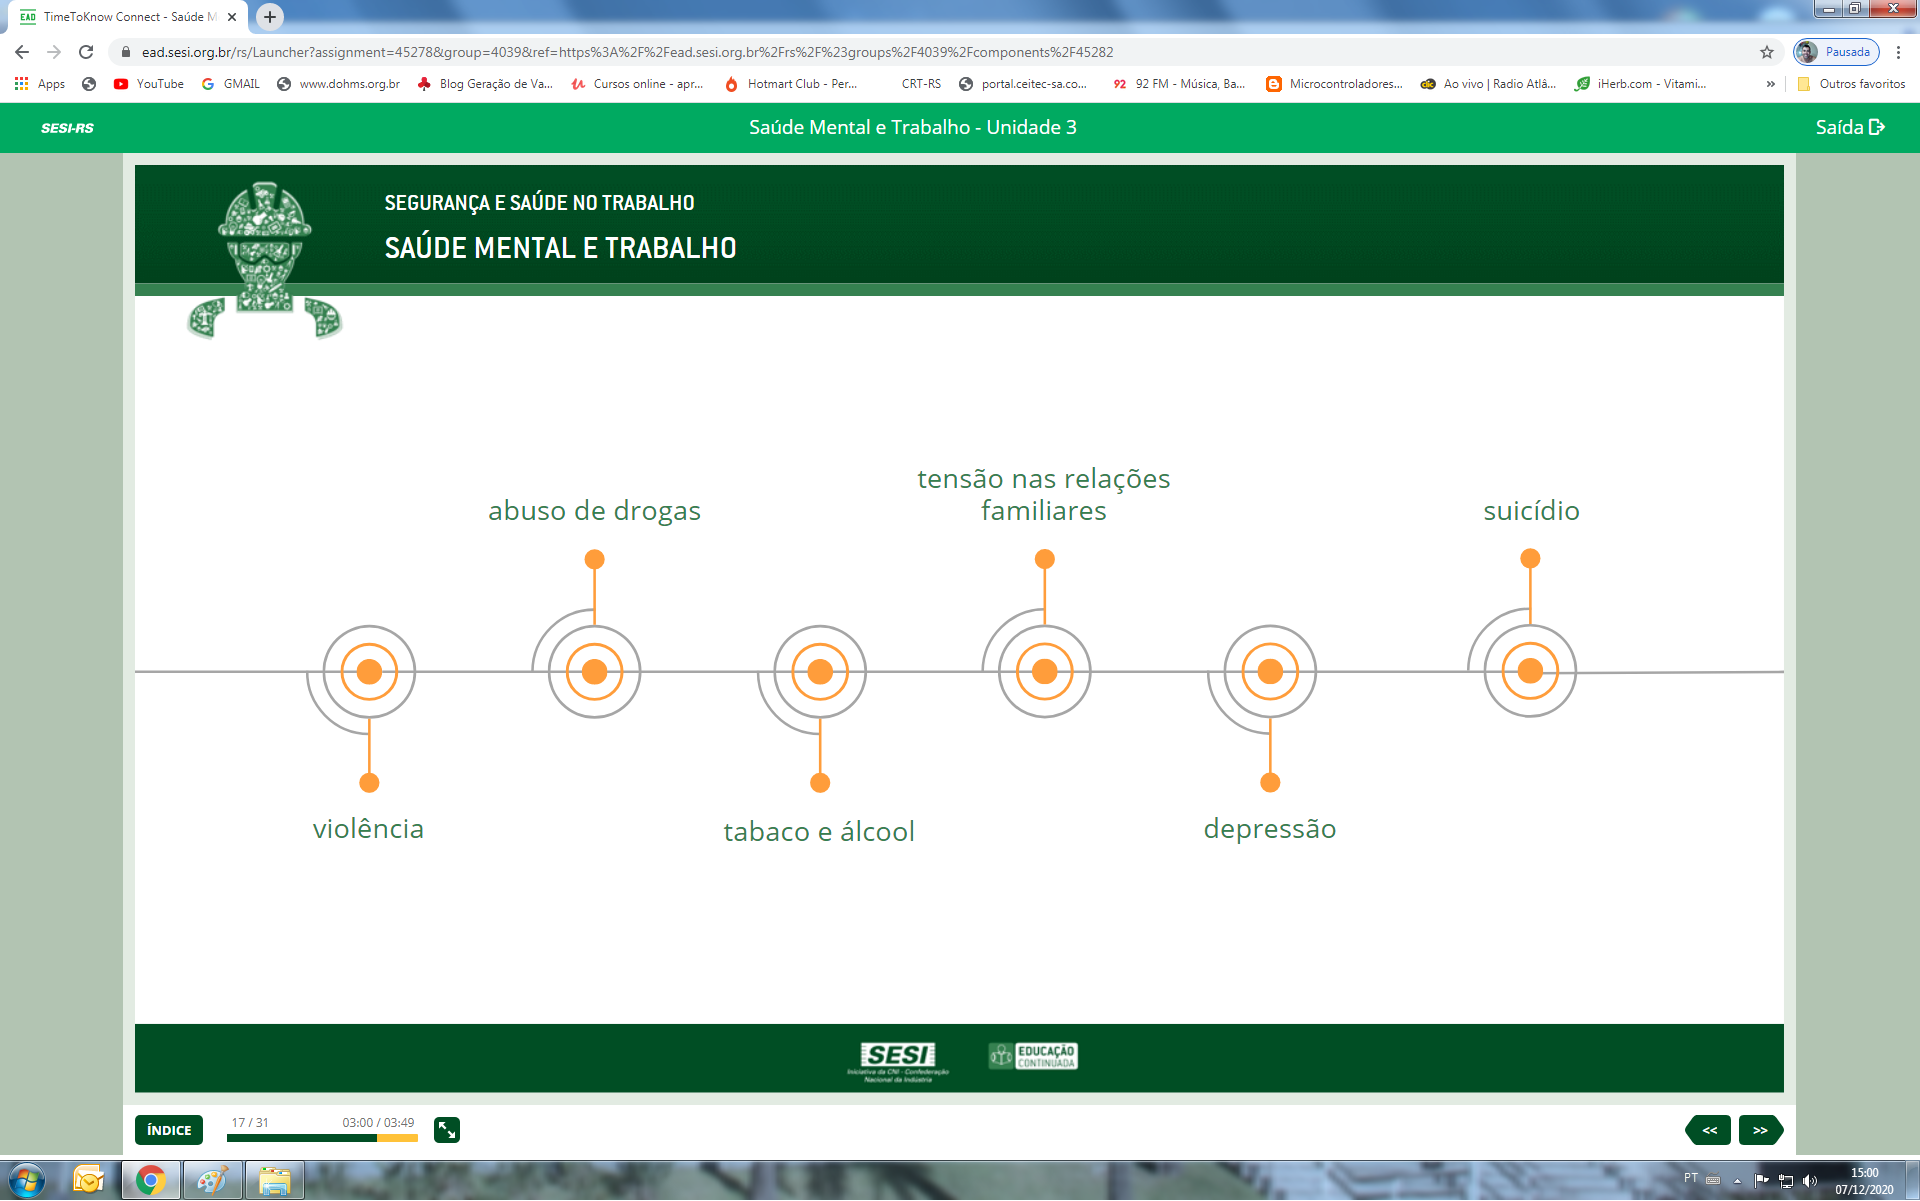 EAD TimeToKnow Connect - Saúde M
ead.sesi.org.br/rs/Launcher?assignment=45278&group=4039&ref=https%3A%2F%2Fead.sesi.org.br%2Frs%2F%23groups%2F4039%2Fcomponents%2F45282
Pausada
Apps YouTube GMAIL www.dohms.org.br Blog Geração de Va... Cursos online - apr... Hotmart Club - Per... CRT-RS portal.ceitec-sa.co... 92 92 FM - Música, Ba... Microcontroladores... Ao vivo | Radio Atlâ... iHerb.com - Vitami... » Outros favoritos
SESI-RS
Saúde Mental e Trabalho - Unidade 3
Saída
SEGURANÇA E SAÚDE NO TRABALHO
SAÚDE MENTAL E TRABALHO
tensão nas relações
familiares
abuso de drogas
suicídio
violência
tabaco e álcool
depressão
SESI
Iniciativa da CNI - Confederação
Nacional da Indústria
EDUCAÇÃO
CONTINUADA
ÍNDICE
17 / 31
03:00 / 03:49
<<
>>
PT
15:00
07/12/2020